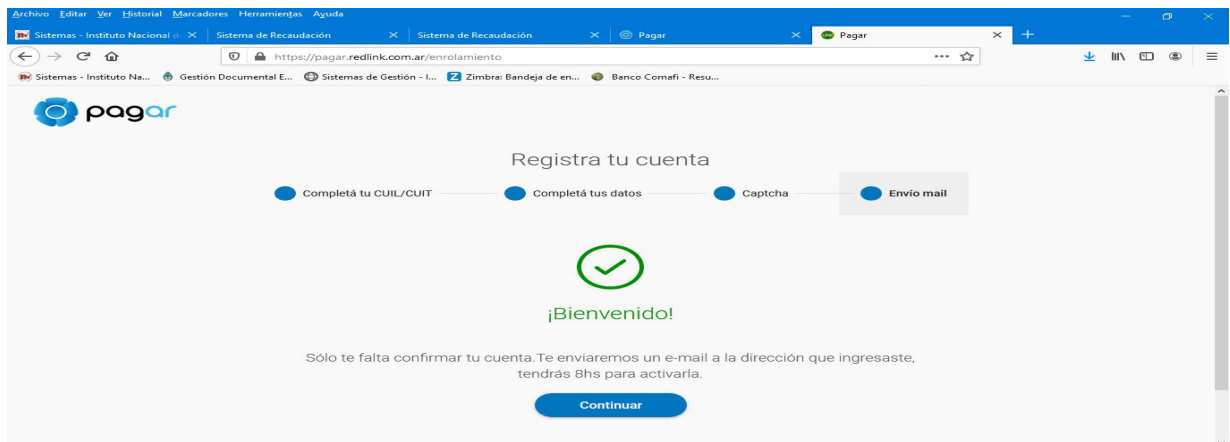 Archivo Editar Ver Historial Marcadores Herramientas Ayuda
Sistemas - Instituto Nacional d Sistema de Recaudación Sistema de Recaudación Pagar Pagar
https://pagar.redlink.com.ar/enrolamiento
Sistemas - Instituto Na... Gestión Documental E... Sistemas de Gestión - I... Zimbra: Bandeja de en... Banco Comafi - Resu...
pagar
Registra tu cuenta
Completá tu CUIL/CUIT Completá tus datos Captcha Envío mail
¡Bienvenido!
Sólo te falta confirmar tu cuenta.Te enviaremos un e-mail a la dirección que ingresaste,
tendrás 8hs para activarla.
Continuar